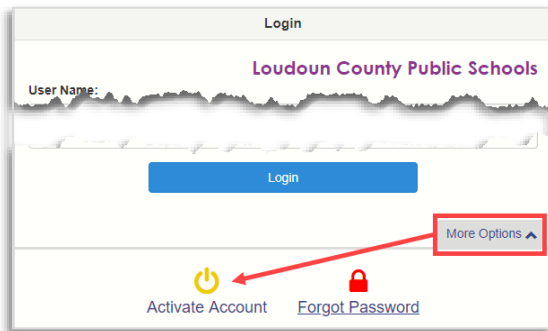 Login
Loudoun County Public Schools
User Name:
Login
More Options
Activate Account Forgot Password